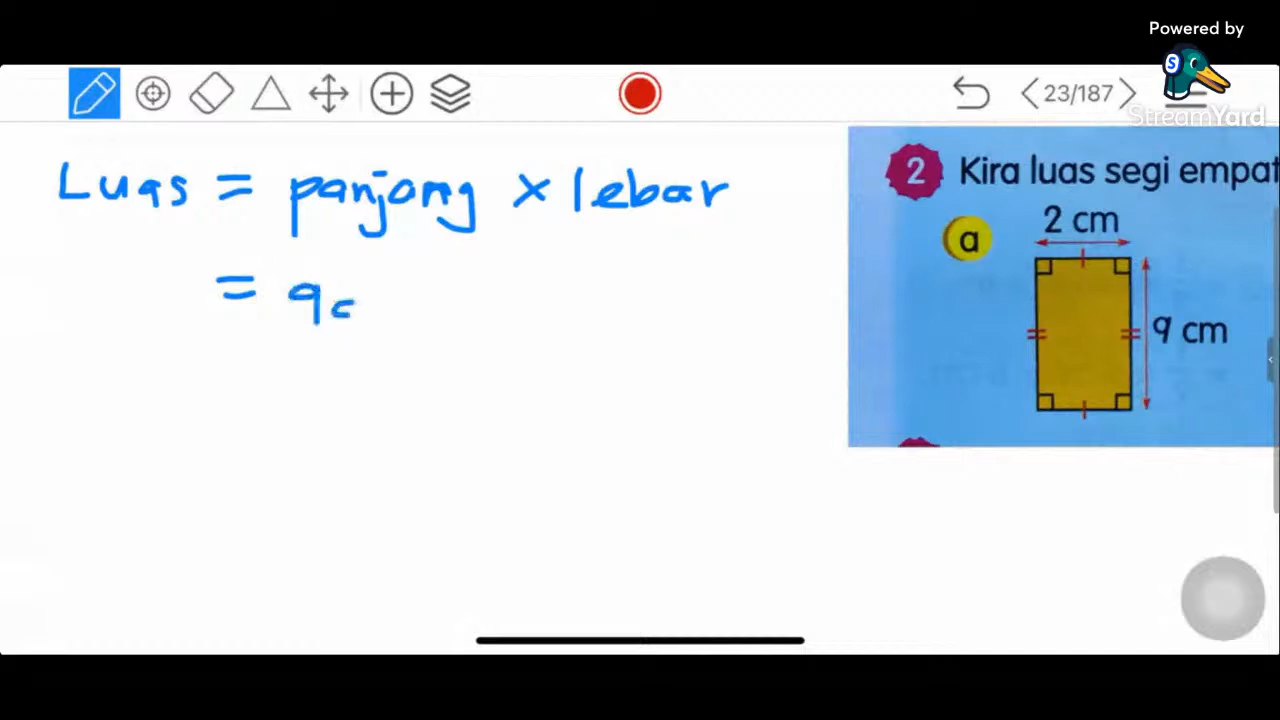 Powered by
StreamYard
23/187
Luas = panjang × lebar
= 9c
2 Kira luas segi empat
a
2 cm
9 cm